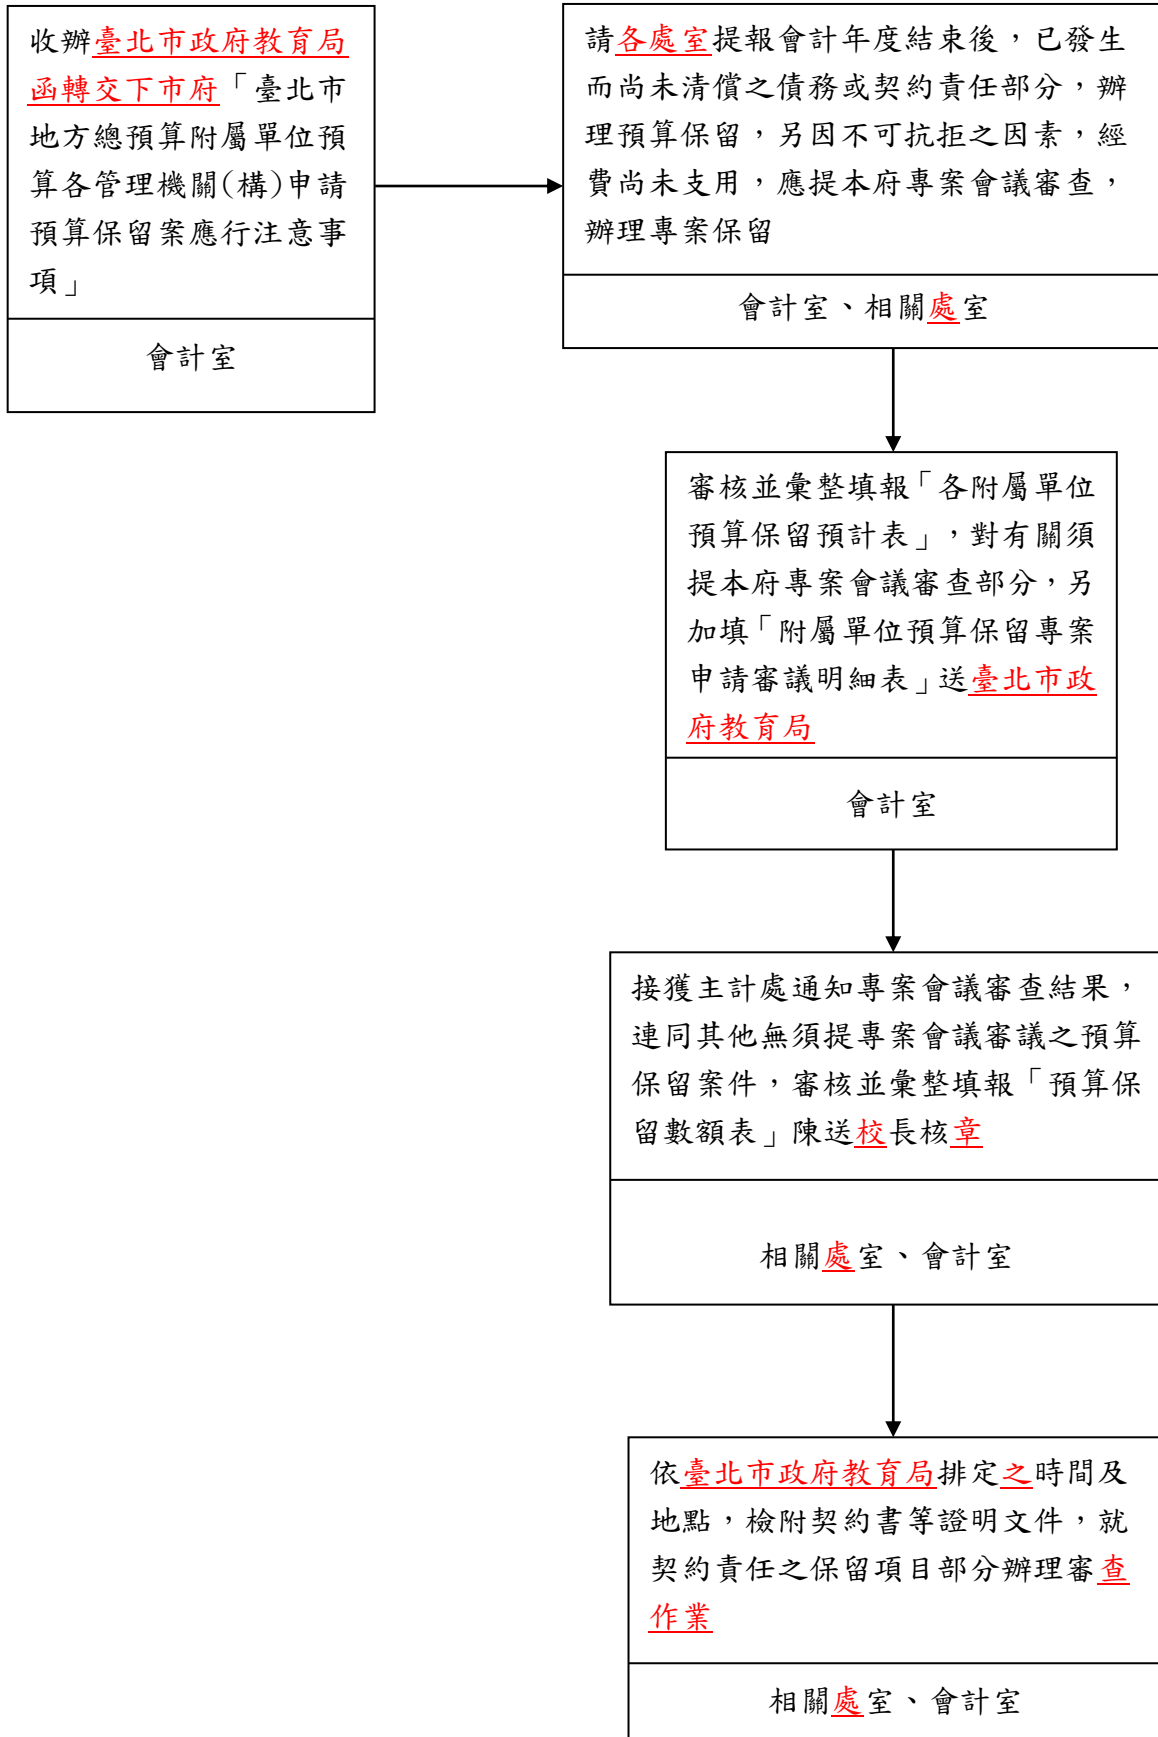 收辦臺北市政府教育局
函轉交下市府「臺北市
地方總預算附屬單位預
算各管理機關(構)申請
預算保留案應行注意事
項」
會計室
請各處室提報會計年度結束後，已發生
而尚未清償之債務或契約責任部分，辦
理預算保留，另因不可抗拒之因素，經
費尚未支用，應提本府專案會議審查，
辦理專案保留
會計室、相關處室
審核並彙整填報「各附屬單位
預算保留預計表」，對有關須
提本府專案會議審查部分，另
加填「附屬單位預算保留專案
申請審議明細表」送臺北市政
府教育局
會計室
接獲主計處通知專案會議審查結果，
連同其他無須提專案會議審議之預算
保留案件，審核並彙整填報「預算保
留數額表」陳送校長核章
相關處室、會計室
依臺北市政府教育局排定之時間及
地點，檢附契約書等證明文件，就
契約責任之保留項目部分辦理審查
作業
相關處室、會計室